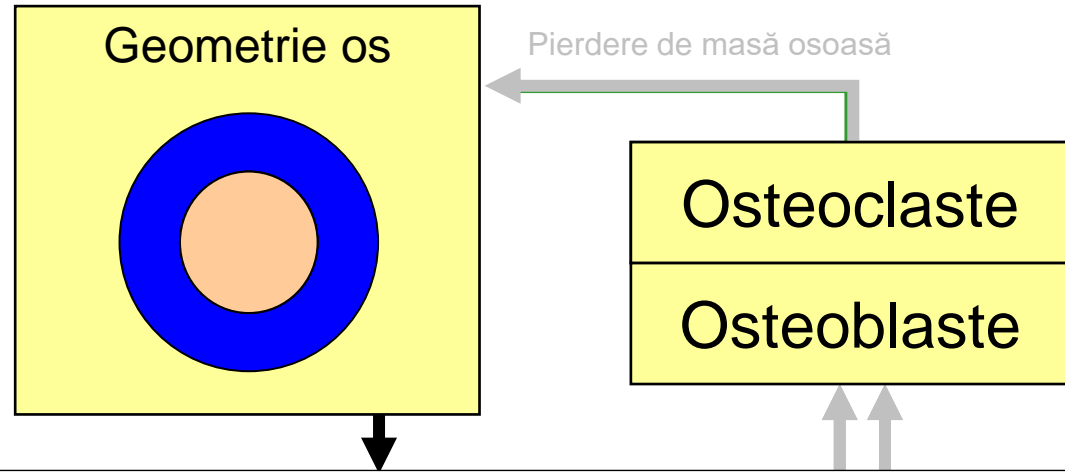 Geometrie os
Pierdere de masă osoasă
Osteoclaste
Osteoblaste